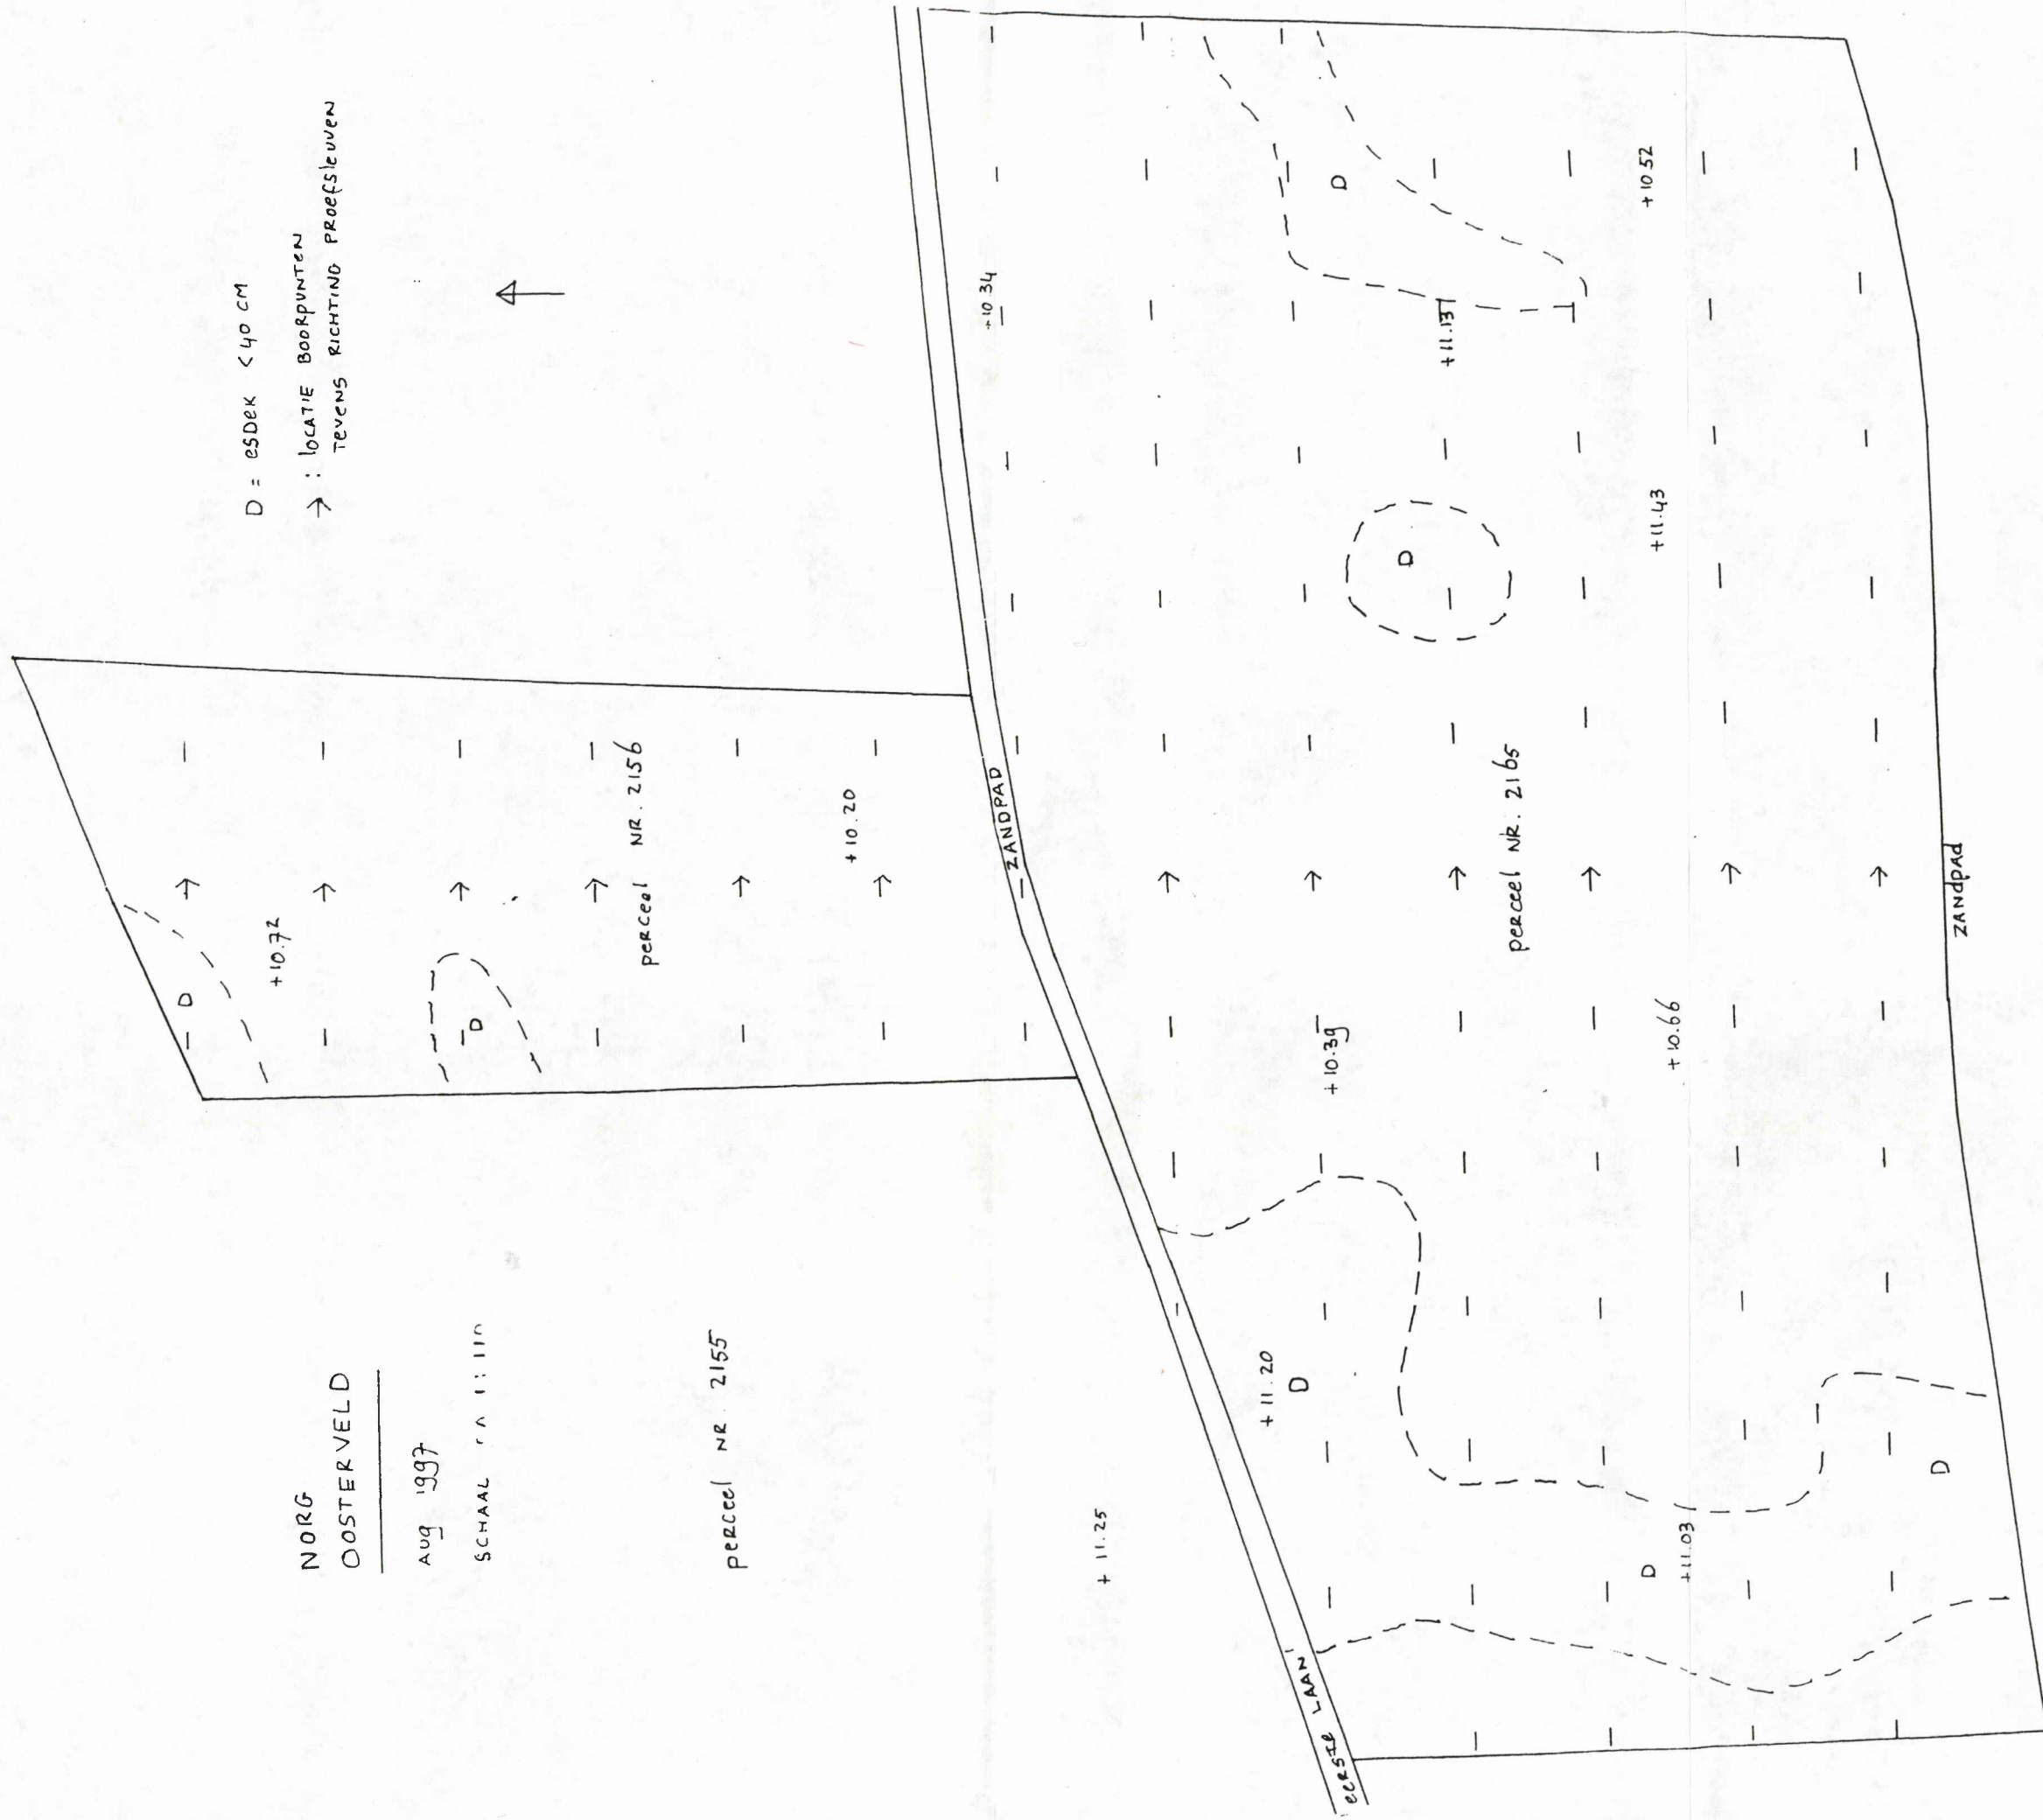 NORG
OOSTERVELD
AUG 1997
SCHAAL
D = esdek <40 cm
→ : locatie boorpunten
tevens richting proefsleuven
perceel NR. 2155
+ 11.25
D
+10.72
D
perceel NR. 2156
+10.20
ZANDPAD
EERSTE LAAN
+10.34
+11.20
D
+10.39
+11.13
D
D
perceel NR. 2165
D
+11.03
D
+10.66
+11.43
+10.52
ZANDPAD